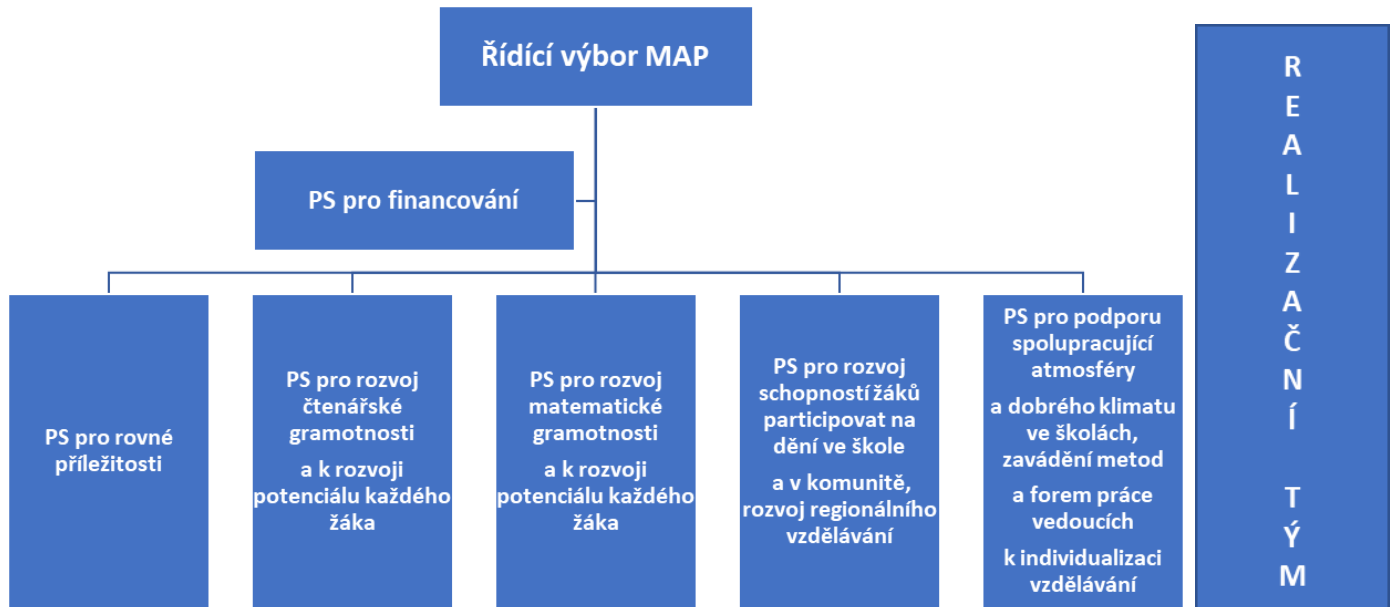 Řídící výbor MAP
PS pro financování
PS pro rovné
příležitosti
PS pro rozvoj
čtenářské
gramotnosti
a k rozvoji
potenciálu každého
žáka
PS pro rozvoj
matematické
gramotnosti
a k rozvoji
potenciálu každého
žáka
PS pro rozvoj
schopností žáků
participovat na
dění ve škole
a v komunitě,
rozvoj regionálního
vzdělávání
PS pro podporu
spolupracující
atmosféry
a dobrého klimatu
ve školách,
zavádění metod
a forem práce
vedoucích
k individualizaci
vzdělávání
R
E
A
L
I
Z
A
Č
N
Í
T
Ý
M